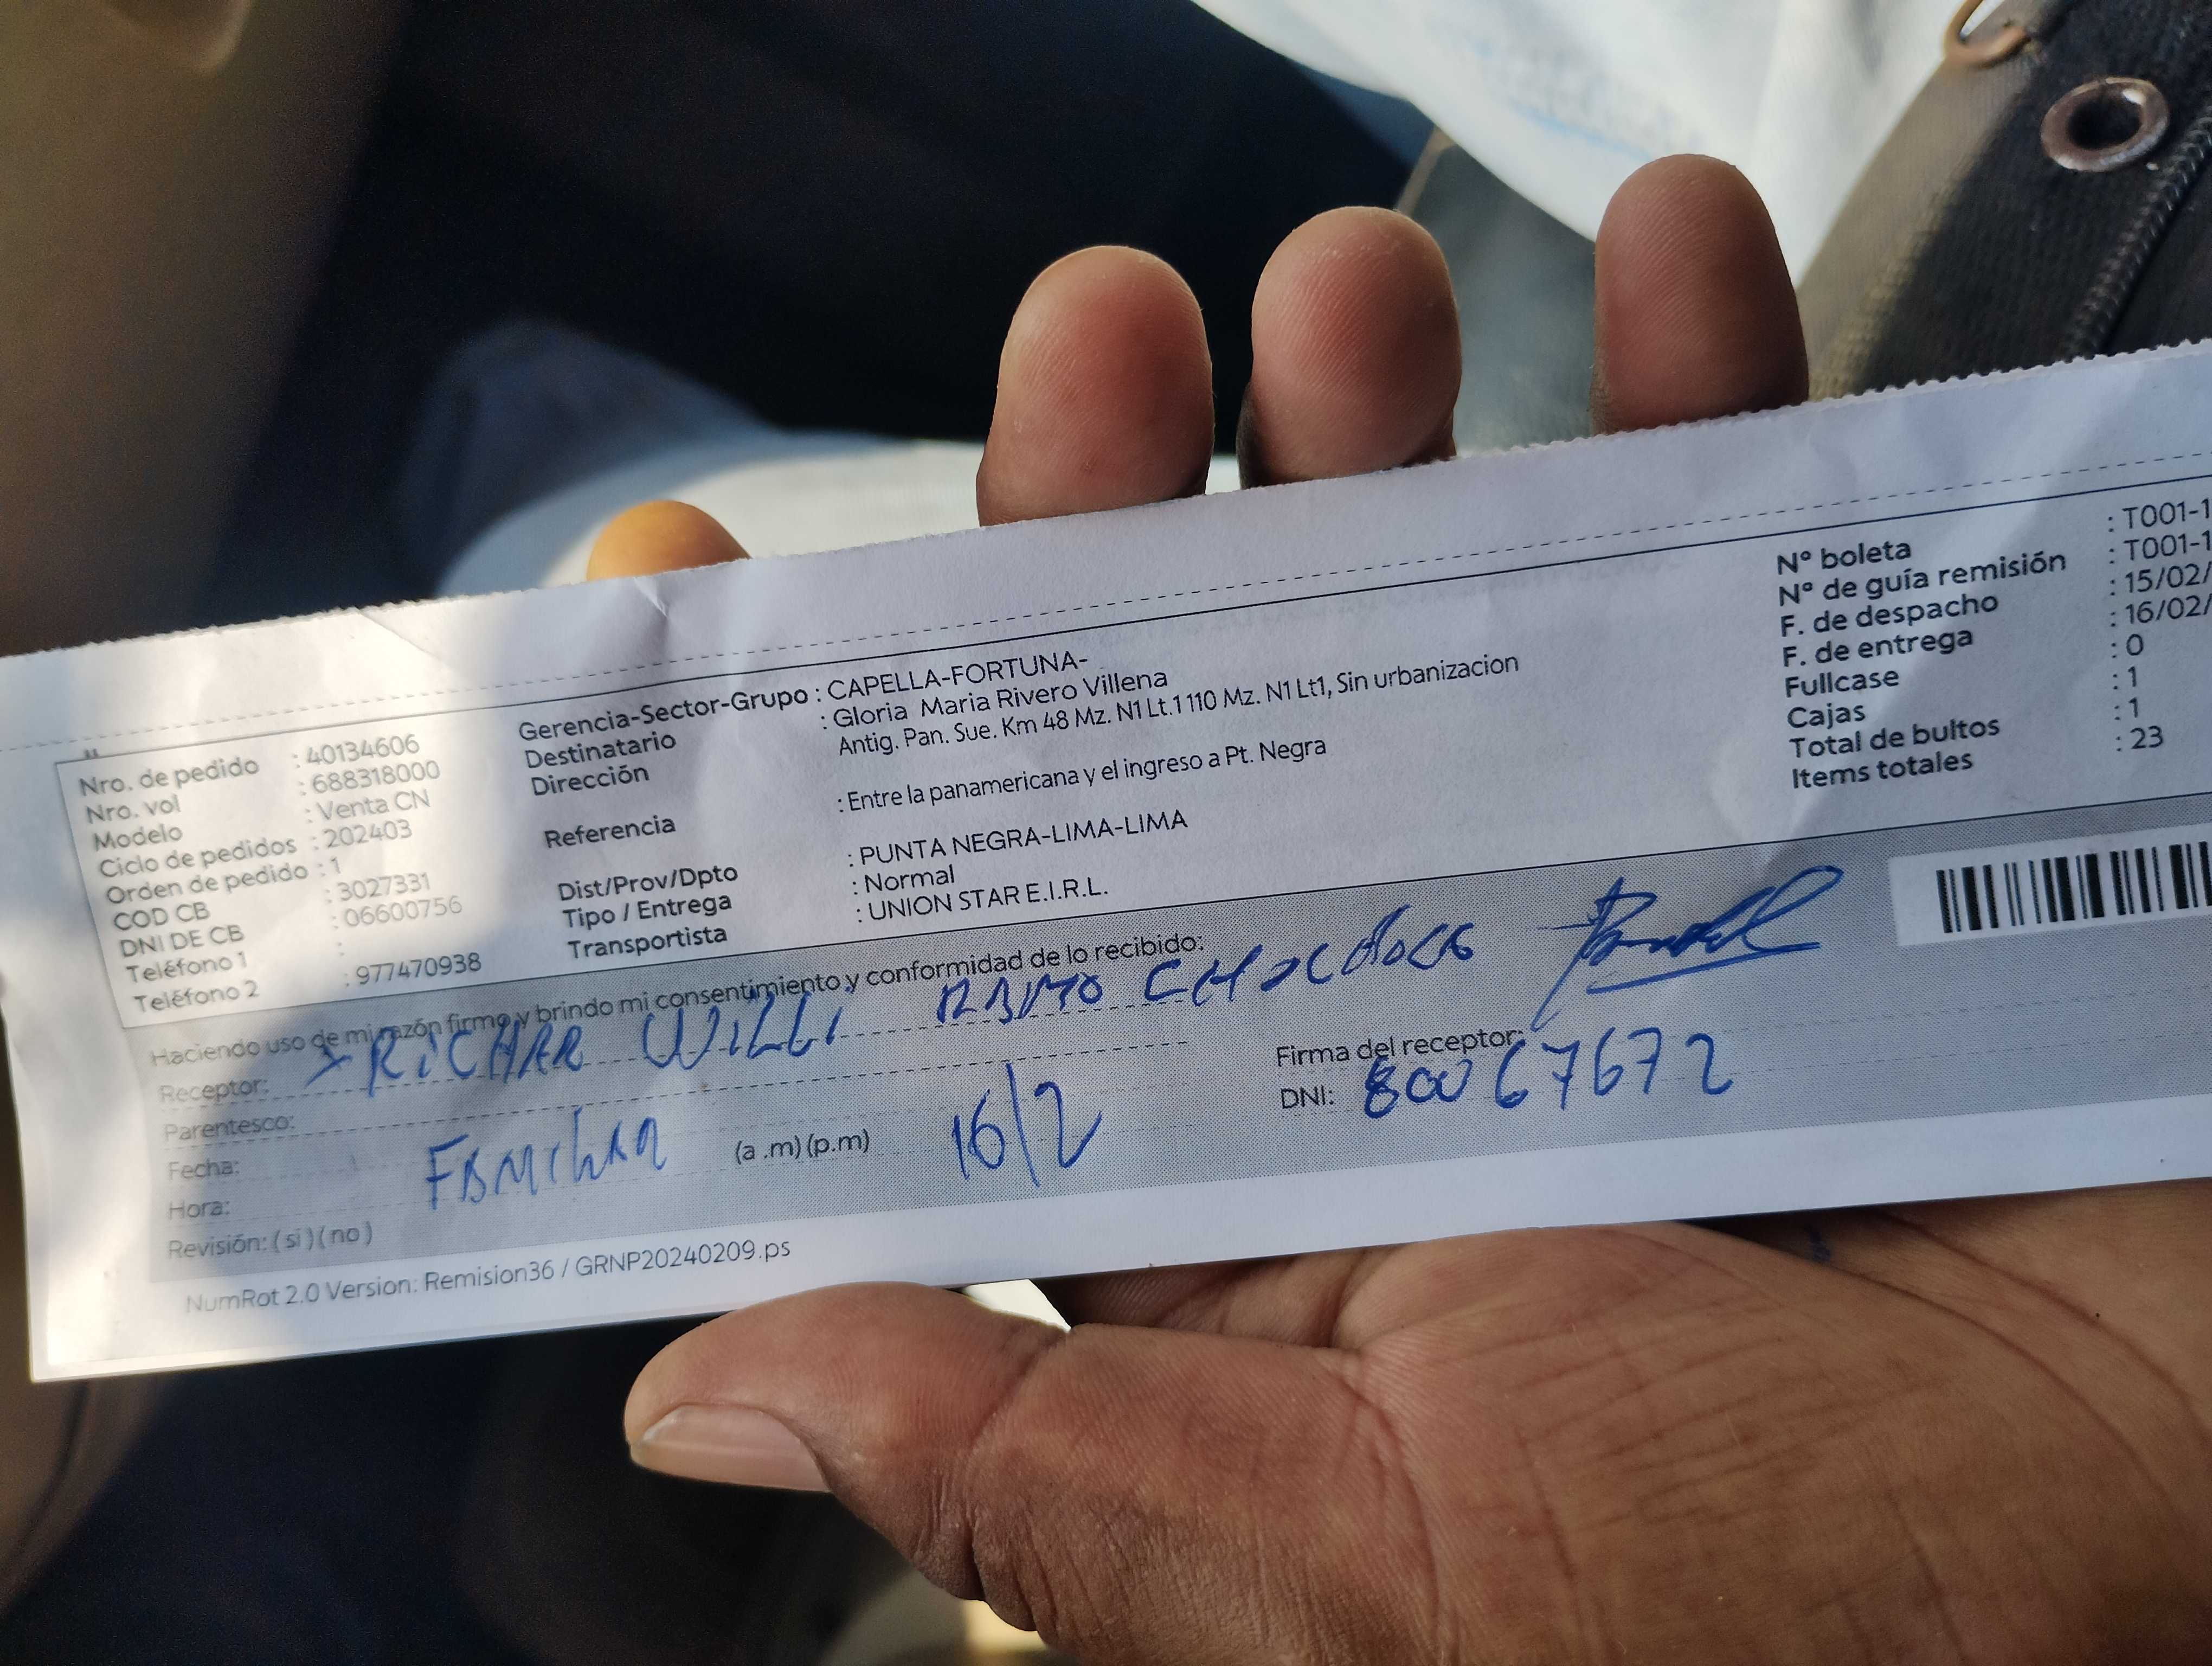 Nro. de pedido : 40134606
Nro. vol : 688318000
Modelo : Venta CN
Ciclo de pedidos : 202403
Orden de pedido : 1
COD CB : 3027331
DNI DE CB : 06600756
Teléfono 1 :
Teléfono 2 : 977470938
Gerencia-Sector-Grupo : CAPELLA-FORTUNA-
Destinatario : Gloria Maria Rivero Villena
Dirección Antig. Pan. Sue. Km 48 Mz. N1 Lt.1 110 Mz. N1 Lt1, Sin urbanizacion
Referencia : Entre la panamericana y el ingreso a Pt. Negra
Dist/Prov/Dpto : PUNTA NEGRA-LIMA-LIMA
Tipo / Entrega : Normal
Transportista : UNION STAR E.I.R.L.
N° boleta : T001-1
N° de guía remisión : T001-1
F. de despacho : 15/02/
F. de entrega : 16/02/
Fullcase : 0
Cajas : 1
Total de bultos : 1
Items totales : 23
Haciendo uso de mi razón firmo y brindo mi consentimiento y conformidad de lo recibido:
Receptor: RICHAR WILLI
Parentesco:
Fecha: FAMILIAR (a .m) (p.m) 16/2
Hora:
Revisión: ( si ) ( no )
Firma del receptor:
DNI: 80067672
NumRot 2.0 Version: Remision36 / GRNP20240209.ps